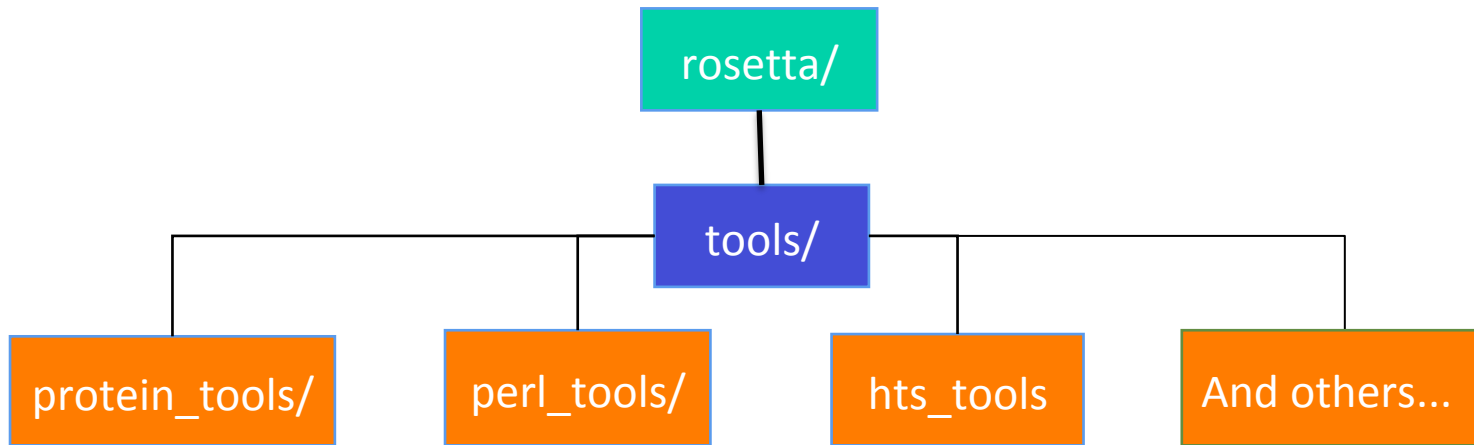 rosetta/
tools/
protein_tools/
perl_tools/
hts_tools
And others...